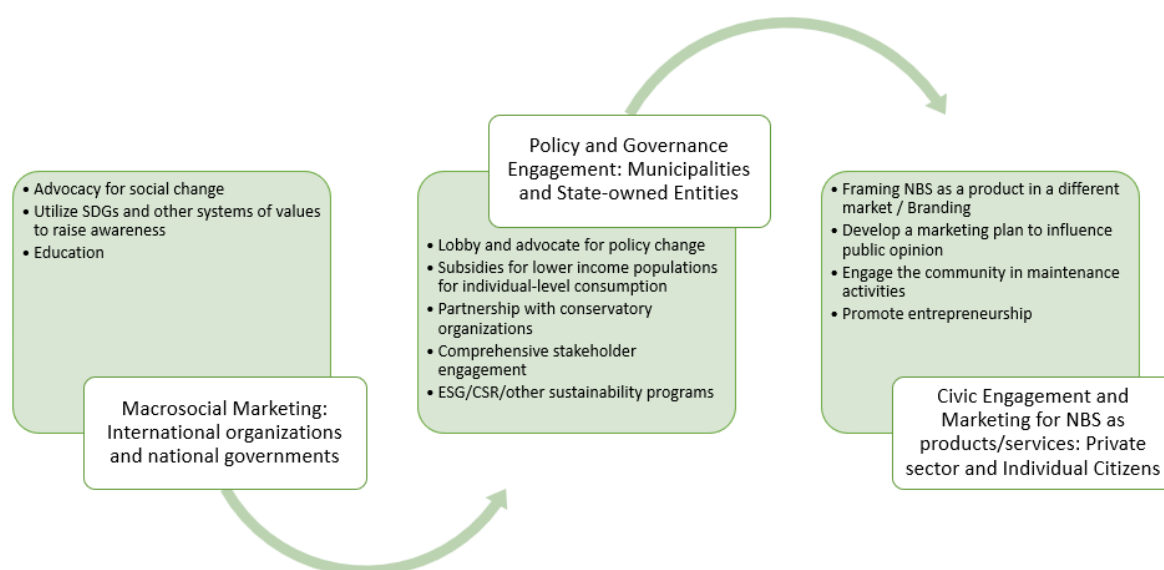 • Advocacy for social change
• Utilize SDGs and other systems of values
to raise awareness
• Education
Macrosocial Marketing:
International organizations
and national governments
Policy and Governance
Engagement: Municipalities
and State-owned Entities
• Lobby and advocate for policy change
• Subsidies for lower income populations
for individual-level consumption
• Partnership with conservatory
organizations
• Comprehensive stakeholder
engagement
• ESG/CSR/other sustainability programs
• Framing NBS as a product in a different
market / Branding
• Develop a marketing plan to influence
public opinion
• Engage the community in maintenance
activities
• Promote entrepreneurship
Civic Engagement and
Marketing for NBS as
products/services: Private
sector and Individual Citizens